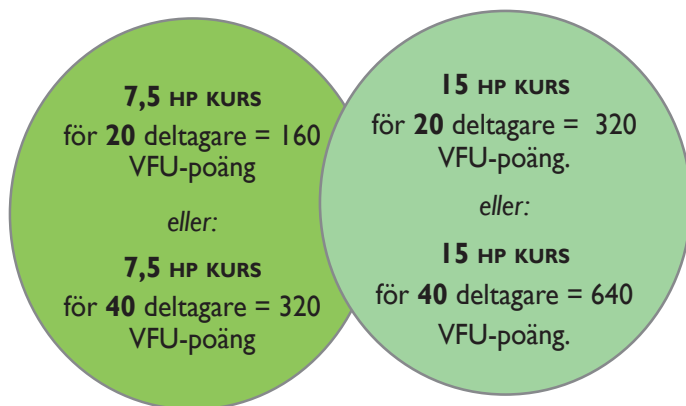 7,5 HP KURS
för 20 deltagare = 160
VFU-poäng
eller:
7,5 HP KURS
för 40 deltagare = 320
VFU-poäng
15 HP KURS
för 20 deltagare = 320
VFU-poäng.
eller:
15 HP KURS
för 40 deltagare = 640
VFU-poäng.